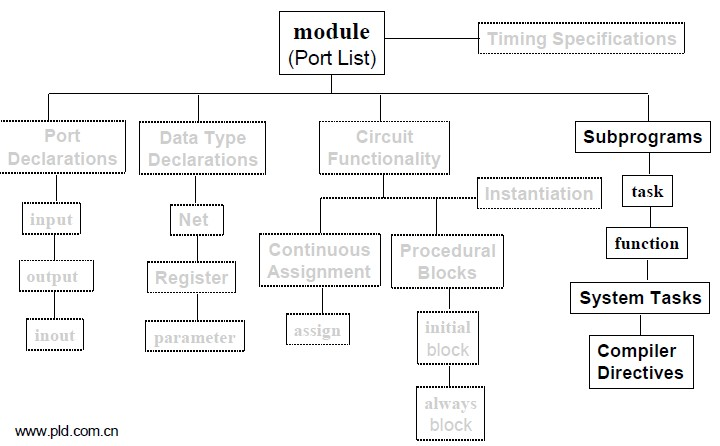 module
(Port List)
Timing Specifications
Port
Declarations
Data Type
Declarations
Circuit
Functionality
Subprograms
input
output
inout
Net
Register
parameter
Instantiation
Continuous
Assignment
assign
Procedural
Blocks
initial
block
always
block
task
function
System Tasks
Compiler
Directives
www.pld.com.cn